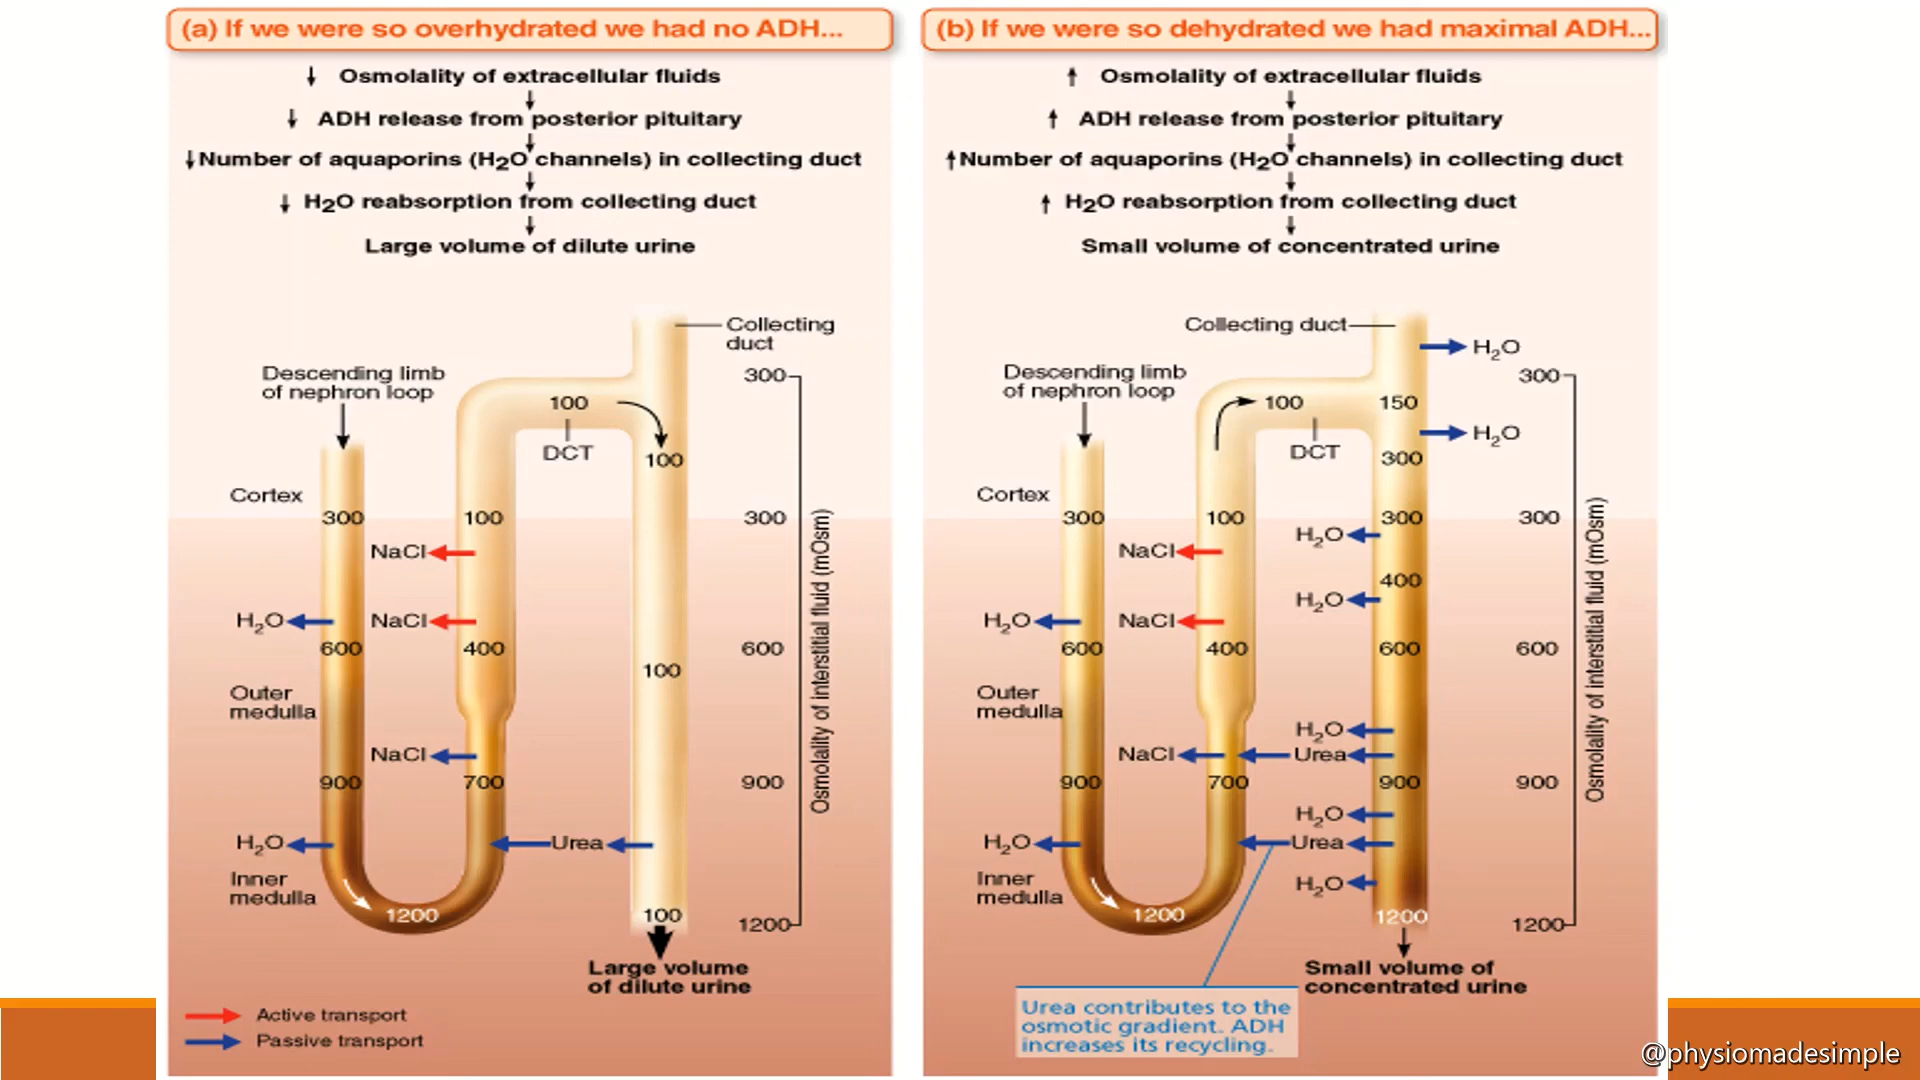 (a) If we were so overhydrated we had no ADH...
↓ Osmolality of extracellular fluids
↓ ADH release from posterior pituitary
↓ Number of aquaporins (H2O channels) in collecting duct
↓ H2O reabsorption from collecting duct
Large volume of dilute urine
Collecting
duct
Descending limb
of nephron loop
300
100
DCT
100
Cortex
300
100
300
NaCl
H2O
NaCl
600
400
100
600
Outer
medulla
NaCl
900
700
900
H2O
Urea
Inner
medulla
1200
100
1200
Osmolality of interstitial fluid (mOsm)
Large volume
of dilute urine
Active transport
Passive transport
(b) If we were so dehydrated we had maximal ADH...
↑ Osmolality of extracellular fluids
↑ ADH release from posterior pituitary
↑ Number of aquaporins (H2O channels) in collecting duct
↑ H2O reabsorption from collecting duct
Small volume of concentrated urine
Collecting duct
H2O
Descending limb
of nephron loop
300
100
150
H2O
DCT
300
Cortex
300
100
300
300
H2O
NaCl
400
H2O
H2O
NaCl
600
400
600
600
Outer
medulla
H2O
NaCl
Urea
900
700
900
900
H2O
H2O
Urea
Inner
medulla
H2O
1200
1200
1200
Osmolality of interstitial fluid (mOsm)
Small volume of
concentrated urine
Urea contributes to the
osmotic gradient. ADH
increases its recycling.
@physiomadesimple